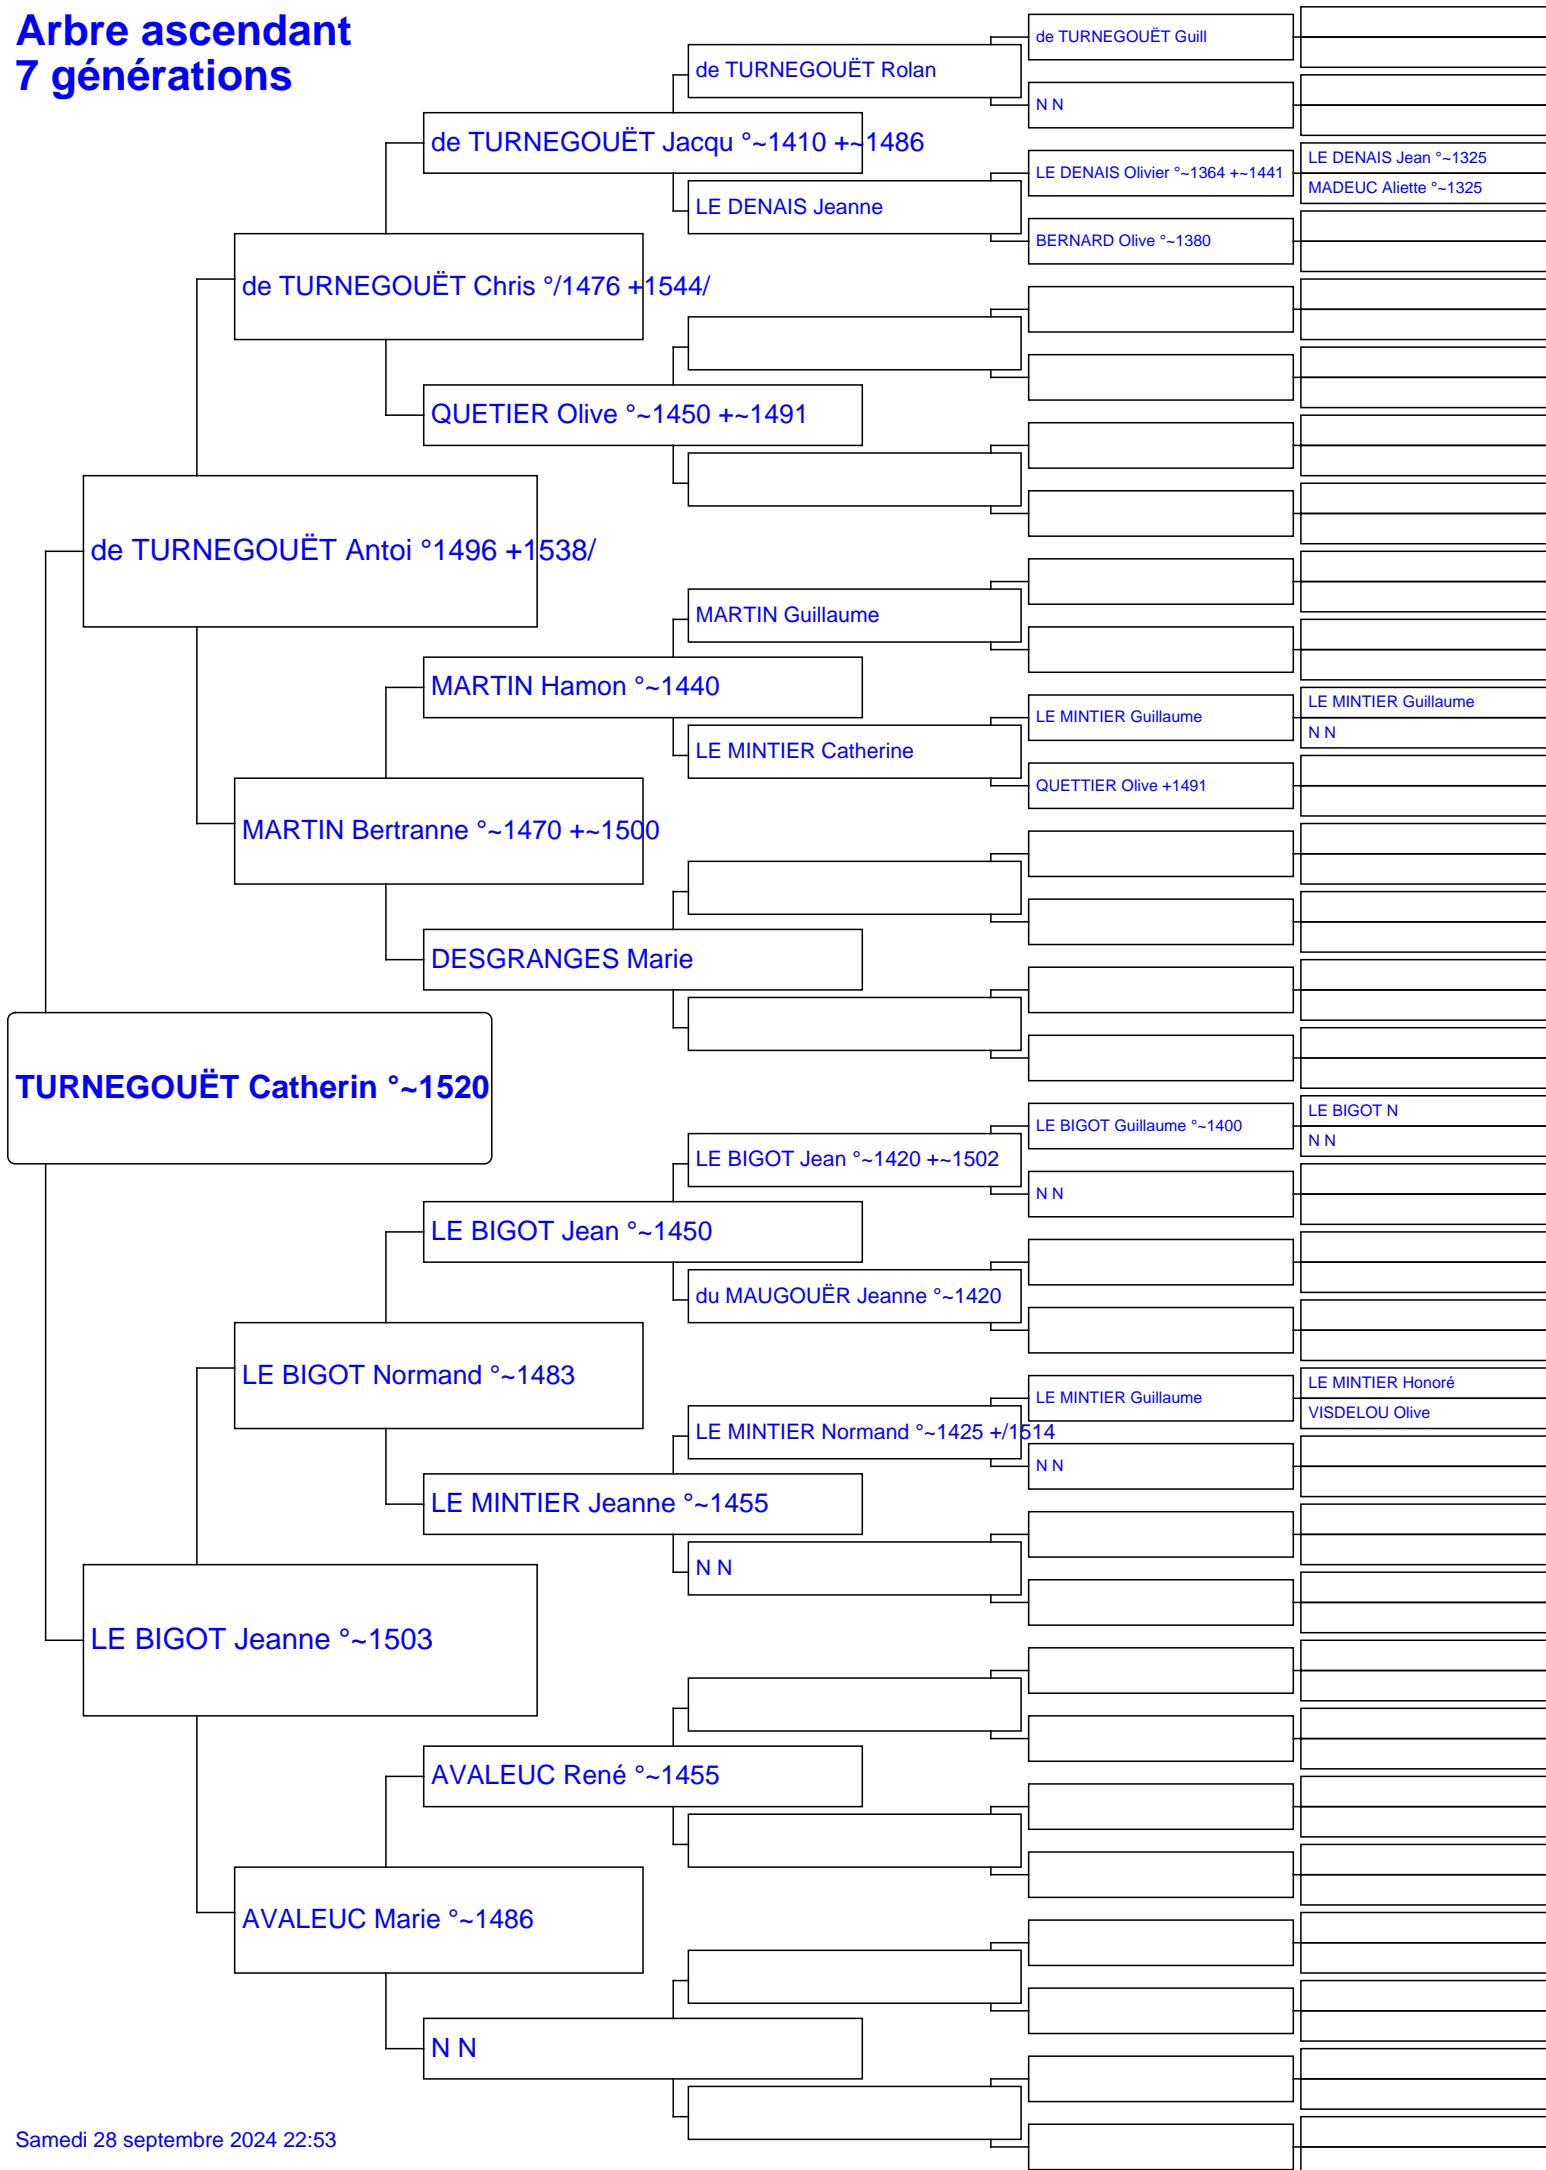 Arbre ascendant
7 générations
de TURNEGOUËT Guill
de TURNEGOUËT Rolan
N N
de TURNEGOUËT Jacqu °~1410 +~1486
LE DENAIS Jean °~1325
LE DENAIS Olivier °~1364 +~1441
MADEUC Aliette °~1325
LE DENAIS Jeanne
BERNARD Olive °~1380
de TURNEGOUËT Chris °/1476 +1544/
QUETIER Olive °~1450 +~1491
de TURNEGOUËT Antoi °1496 +1538/
MARTIN Guillaume
MARTIN Hamon °~1440
LE MINTIER Guillaume
LE MINTIER Guillaume
N N
LE MINTIER Catherine
QUETTIER Olive +1491
MARTIN Bertranne °~1470 +~1500
DESGRANGES Marie
TURNEGOUËT Catherin °~1520
LE BIGOT N
LE BIGOT Guillaume °~1400
N N
LE BIGOT Jean °~1420 +~1502
N N
LE BIGOT Jean °~1450
du MAUGOUËR Jeanne °~1420
LE BIGOT Normand °~1483
LE MINTIER Honoré
LE MINTIER Guillaume
VISDELOU Olive
LE MINTIER Normand °~1425 +/1514
N N
LE MINTIER Jeanne °~1455
N N
LE BIGOT Jeanne °~1503
AVALEUC René °~1455
AVALEUC Marie °~1486
N N
Samedi 28 septembre 2024 22:53